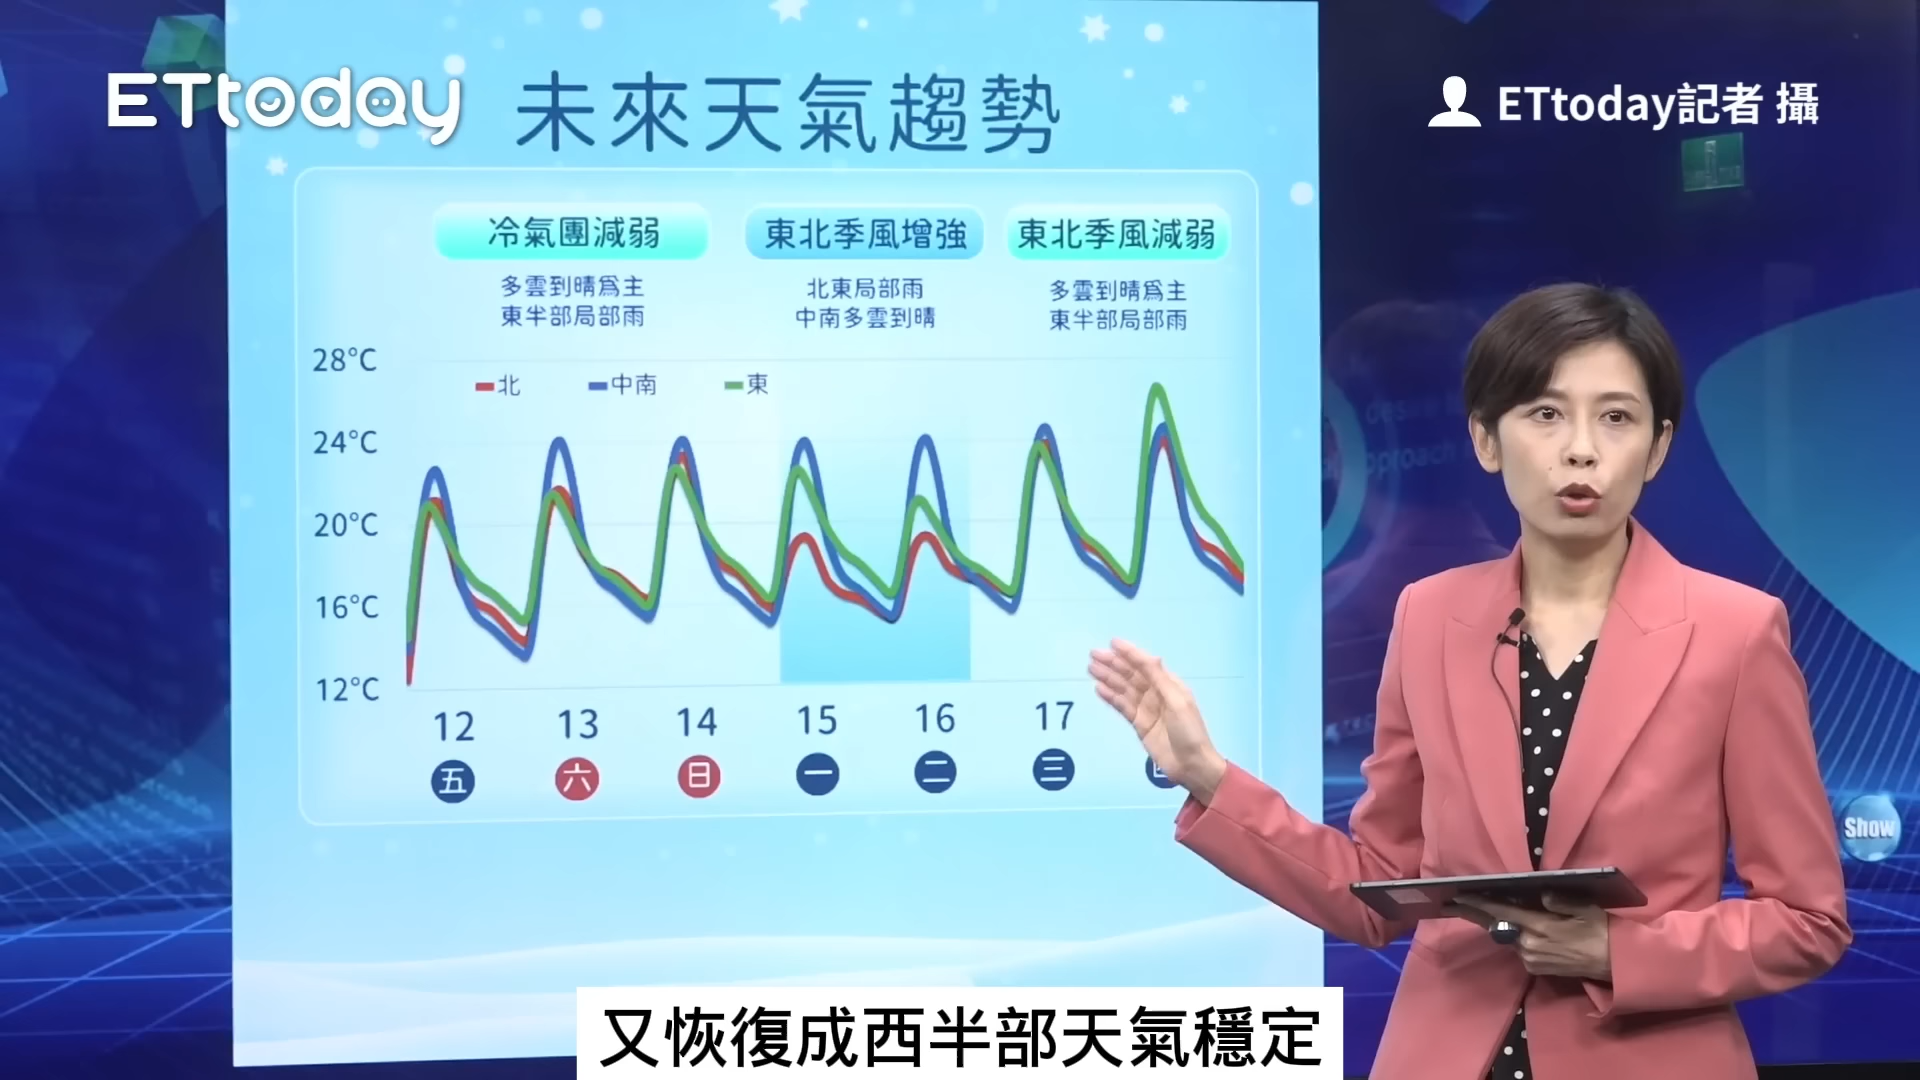 ETtoday
未來天氣趨勢
ETtoday記者 攝
冷氣團減弱
東北季風增強
東北季風減弱
多雲到晴為主
東半部局部雨
北東局部雨
中南多雲到晴
多雲到晴為主
東半部局部雨
28°C
北
中南
東
24°C
20°C
16°C
12°C
12
13
14
15
16
17
五
六
日
一
二
三
Show
又恢復成西半部天氣穩定